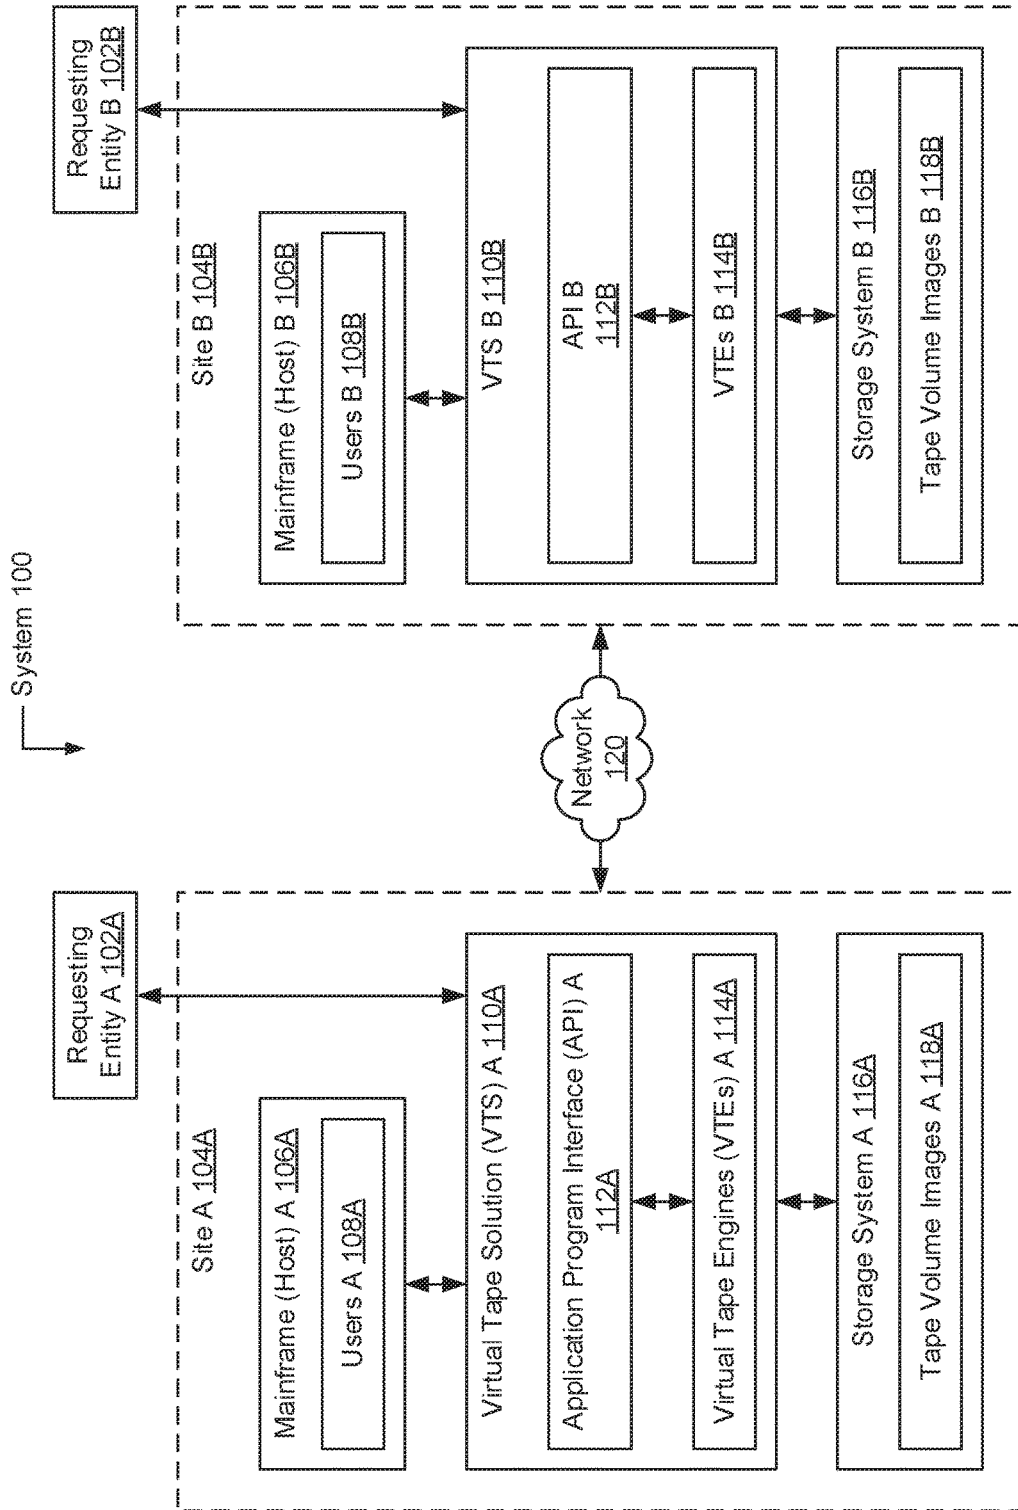 System 100
Requesting
Entity A 102A
Site A 104A
Mainframe (Host) A 106A
Users A 108A
Virtual Tape Solution (VTS) A 110A
Application Program Interface (API) A
112A
Virtual Tape Engines (VTEs) A 114A
Storage System A 116A
Tape Volume Images A 118A
Network
120
Requesting
Entity B 102B
Site B 104B
Mainframe (Host) B 106B
Users B 108B
VTS B 110B
API B
112B
VTEs B 114B
Storage System B 116B
Tape Volume Images B 118B